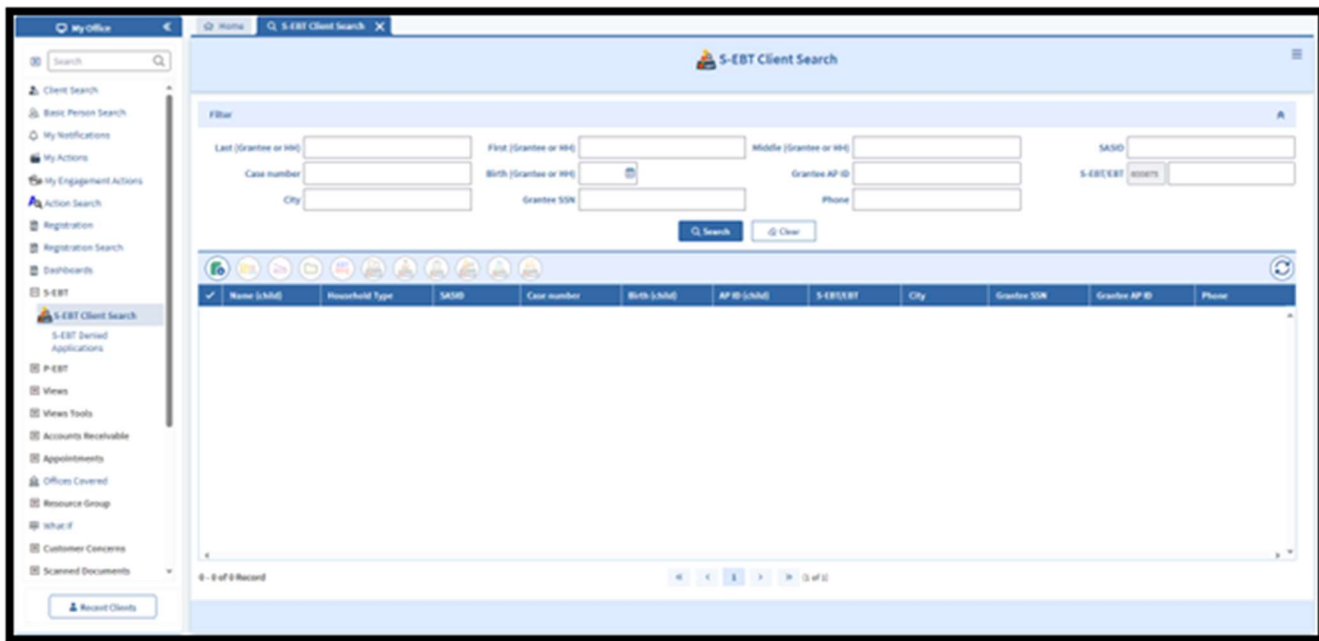 My Office
Home
S-EBT Client Search
Search
S-EBT Client Search
Client Search
Basic Person Search
My Notifications
My Actions
My Engagement Actions
Action Search
Registration
Registration Search
Dashboards
S-EBT
S-EBT Client Search
S-EBT Denied
Applications
P-EBT
Views
Views Tools
Accounts Receivable
Appointments
Offices Covered
Resource Group
What If
Customer Concerns
Scanned Documents
Recent Clients
Filter
Last (Grantee or HH) First (Grantee or HH) Middle (Grantee or HH) SASID
Case number Birth (Grantee or HH) Grantee AP ID S-EBT/EBT
City Grantee SSN Phone
Search Clear
Name (child) Household Type SASID Case number Birth (child) AP ID (child) S-EBT/EBT City Grantee SSN Grantee AP ID Phone
0 - 0 of 0 Record
1 (1 of 1)